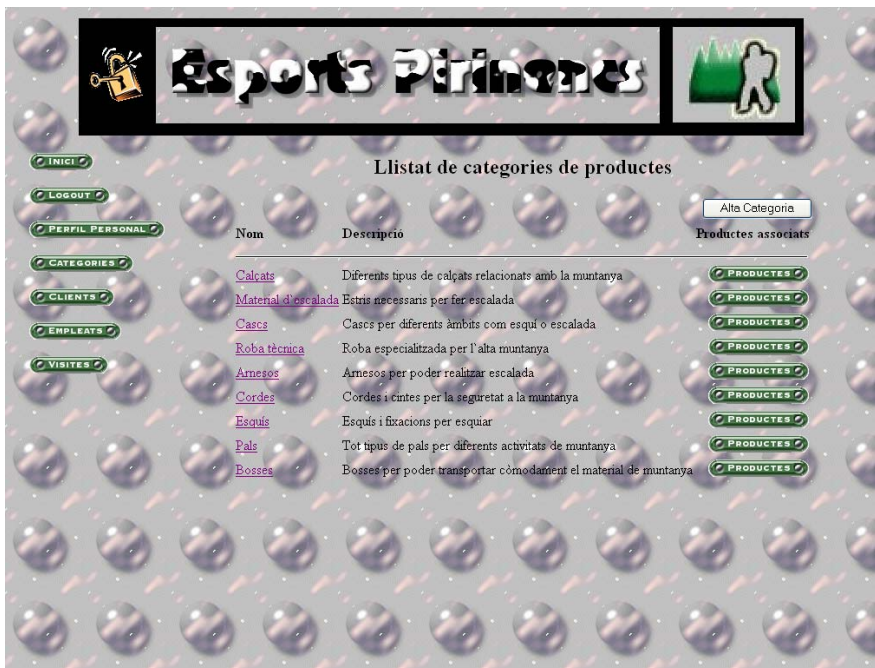 Esports Pirinencs
Llistat de categories de productes
INICI
LOGOUT
PERFIL PERSONAL
CATEGORIES
CLIENTS
EMPLEATS
VISITES
Alta Categoria
Nom Descripció Productes associats
Calçats Diferents tipus de calçats relacionats amb la muntanya PRODUCTES
Material d'escalada Estris necessaris per fer escalada PRODUCTES
Cascs Cascs per diferents àmbits com esquí o escalada PRODUCTES
Roba tècnica Roba especialitzada per l'alta muntanya PRODUCTES
Arnesos Arnesos per poder realitzar escalada PRODUCTES
Cordes Cordes i cintes per la seguretat a la muntanya PRODUCTES
Esquís Esquís i fixacions per esquiar PRODUCTES
Pals Tot tipus de pals per diferents activitats de muntanya PRODUCTES
Bosses Bosses per poder transportar còmodament el material de muntanya PRODUCTES